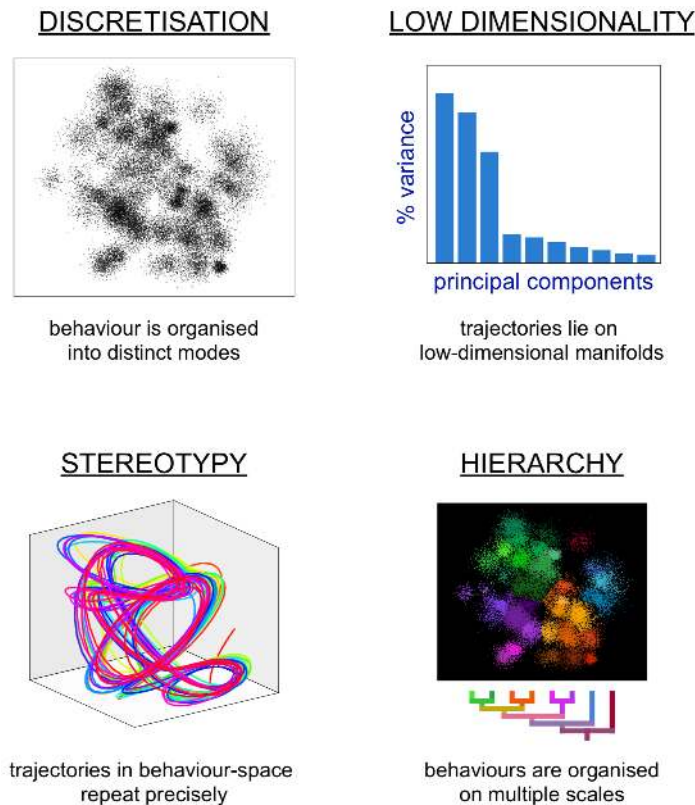 DISCRETISATION
behaviour is organised
into distinct modes
LOW DIMENSIONALITY
% variance
principal components
trajectories lie on
low-dimensional manifolds
STEREOTYPY
trajectories in behaviour-space
repeat precisely
HIERARCHY
behaviours are organised
on multiple scales